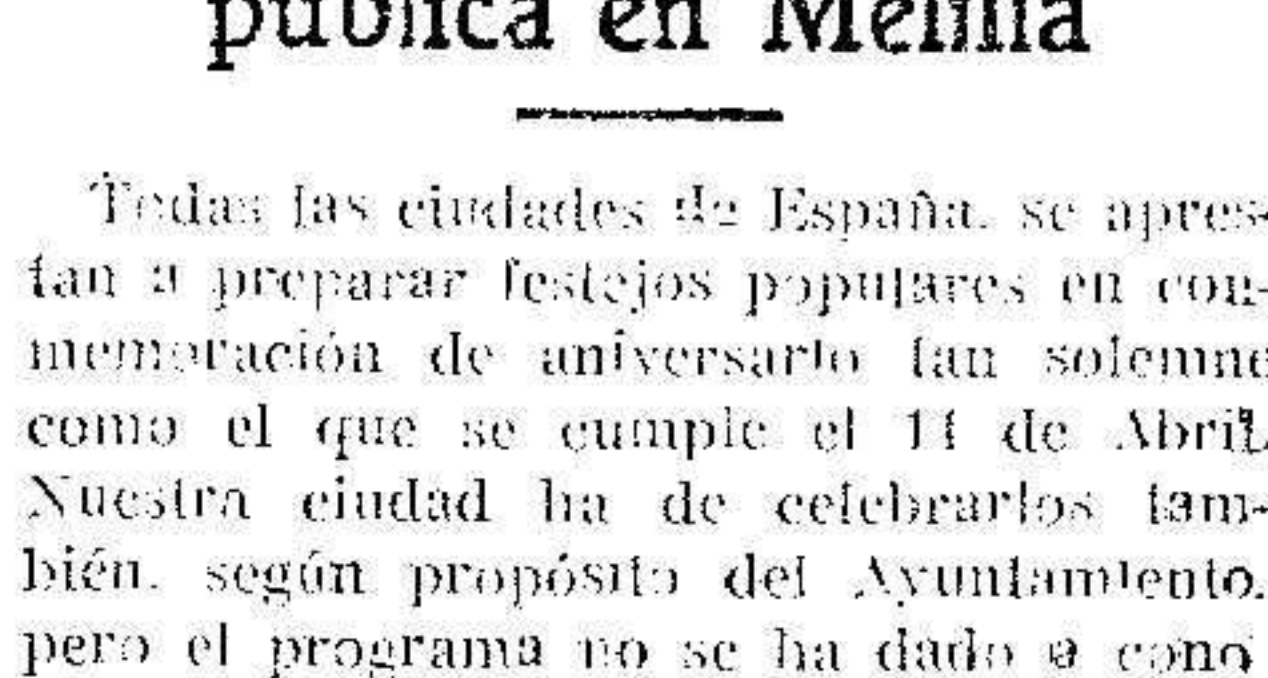 pública en Melilla
Todas las ciudades de España, se apres-
tan a preparar festejos populares en con-
memoración de aniversario tan solemne
como el que se cumple el 14 de Abril.
Nuestra ciudad ha de celebrarlos tam-
bién, según propósito del Ayuntamiento,
pero el programa no se ha dado a cono